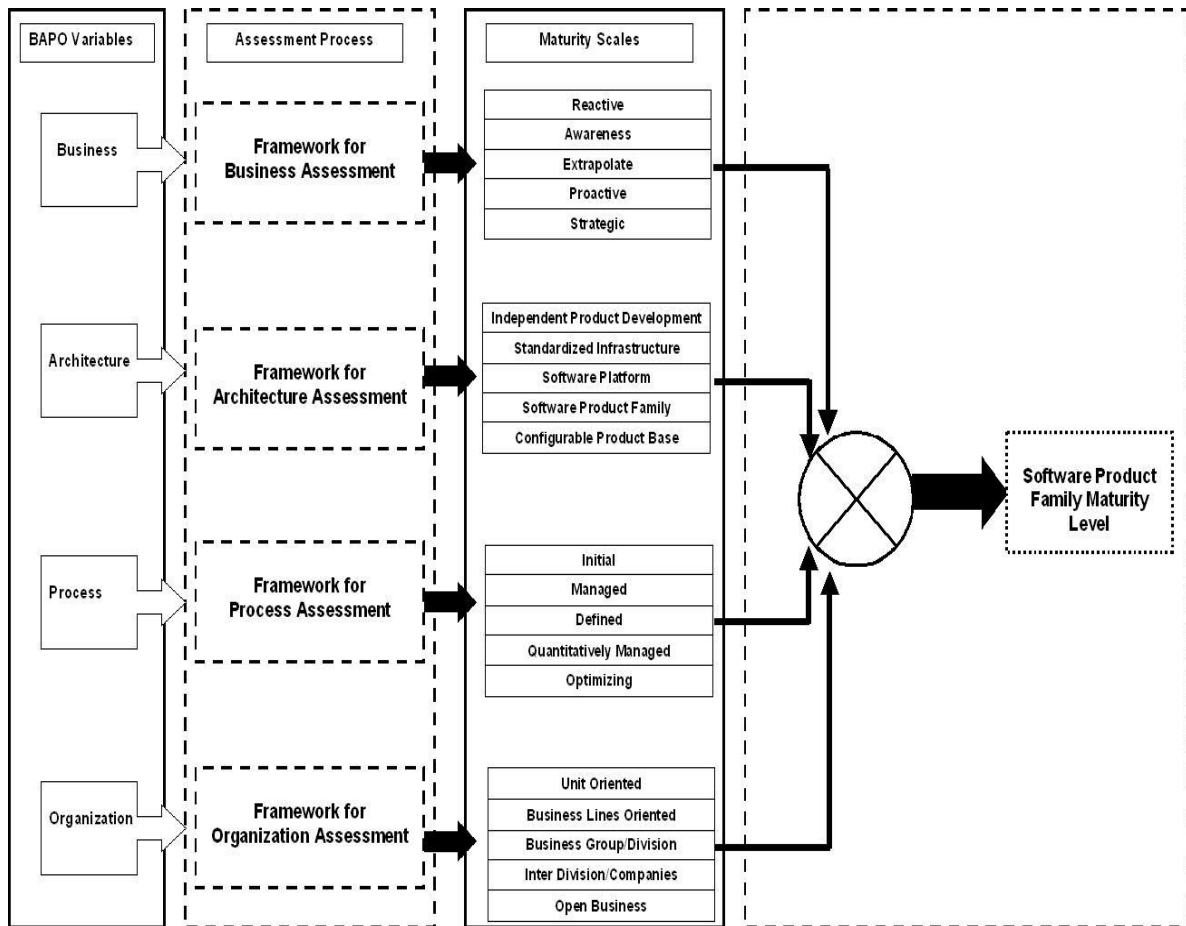 BAPO Variables
Assessment Process
Maturity Scales
Business
Framework for
Business Assessment
Reactive
Awareness
Extrapolate
Proactive
Strategic
Architecture
Framework for
Architecture Assessment
Independent Product Development
Standardized Infrastructure
Software Platform
Software Product Family
Configurable Product Base
Software Product
Family Maturity
Level
Process
Framework for
Process Assessment
Initial
Managed
Defined
Quantitatively Managed
Optimizing
Organization
Framework for
Organization Assessment
Unit Oriented
Business Lines Oriented
Business Group/Division
Inter Division/Companies
Open Business